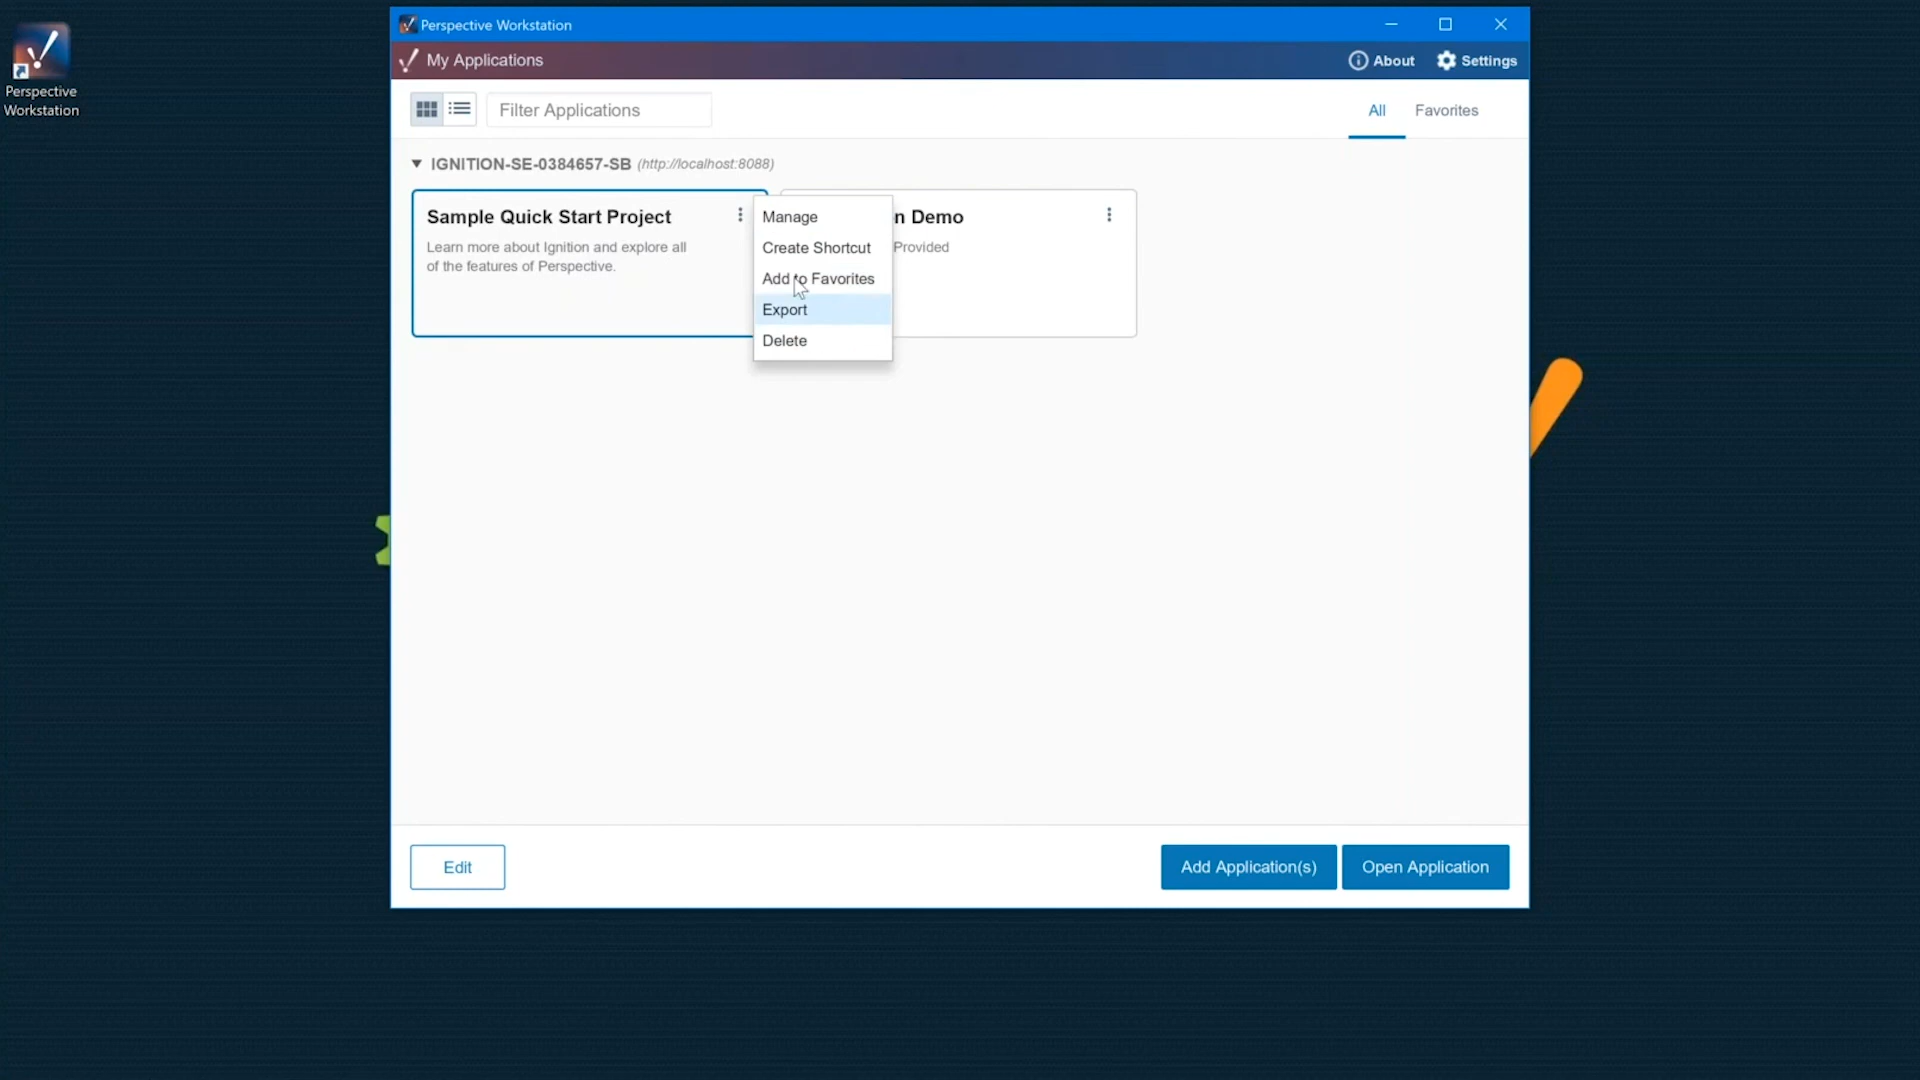 Perspective
Workstation
Perspective Workstation
My Applications
About
Settings
Filter Applications
All
Favorites
IGNITION-SE-0384657-SB (http://localhost:8088)
Sample Quick Start Project
Learn more about Ignition and explore all
of the features of Perspective.
Manage
Create Shortcut
Add to Favorites
Export
Delete
n Demo
Provided
Edit
Add Application(s)
Open Application